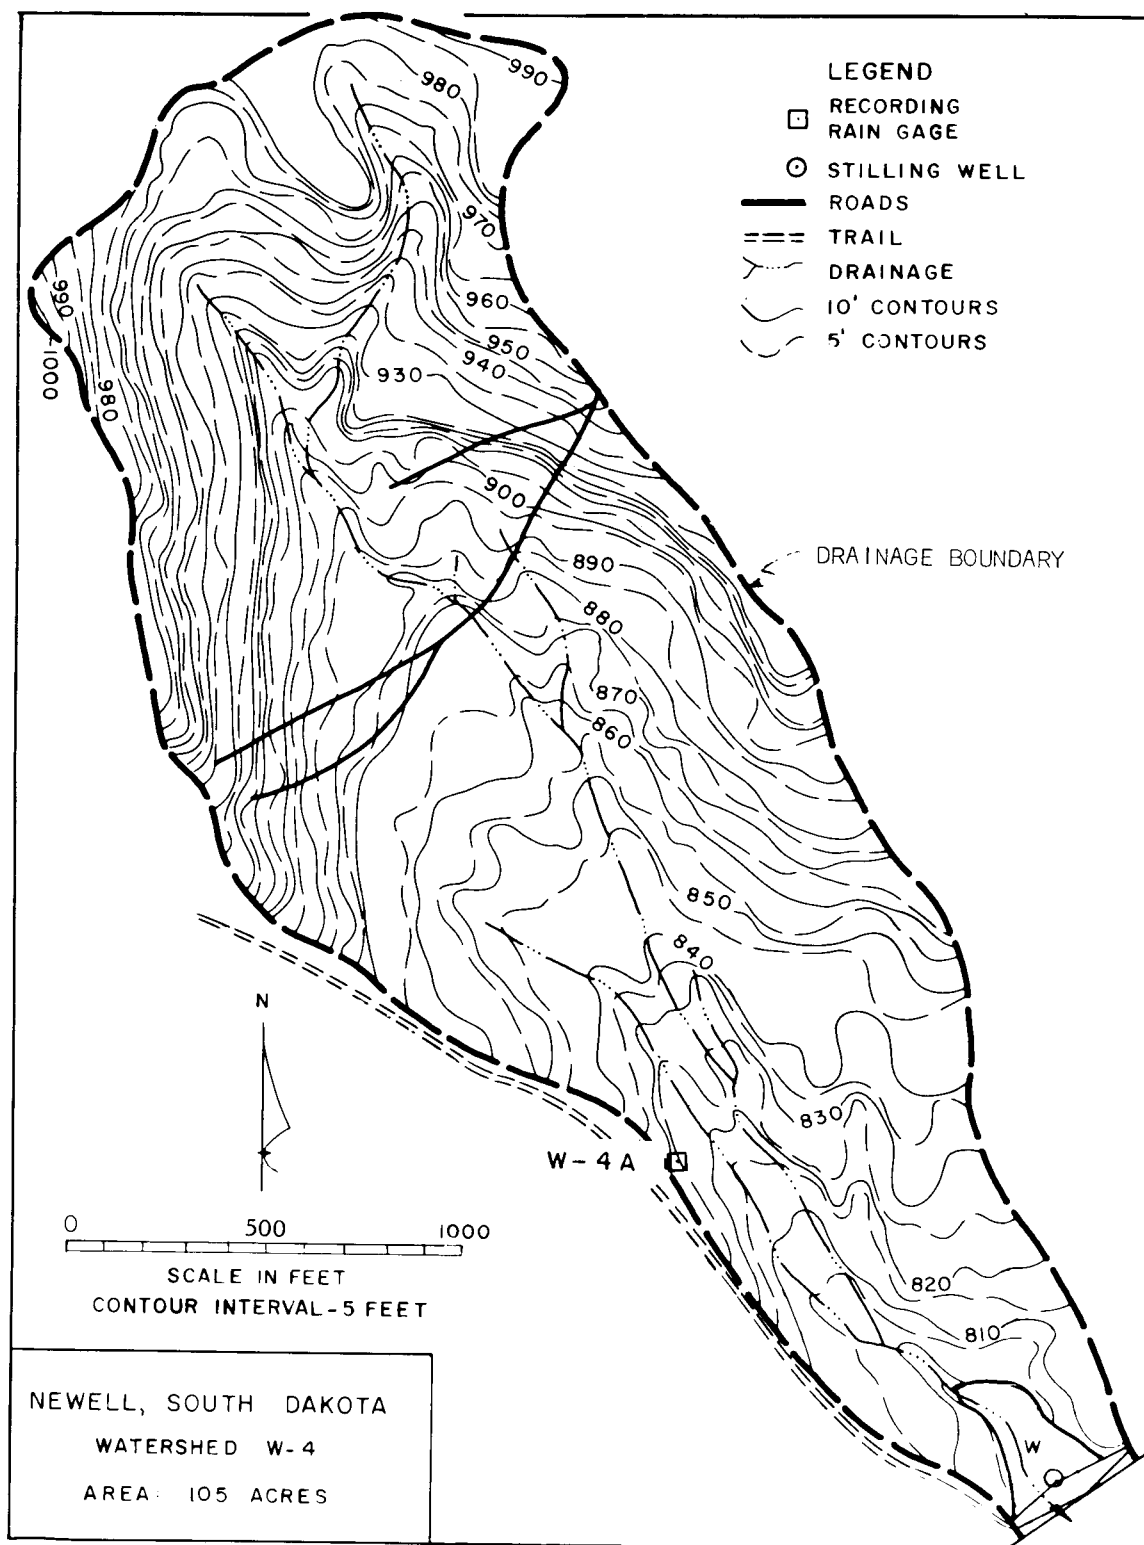 990
980
LEGEND
RECORDING
RAIN GAGE
STILLING WELL
ROADS
TRAIL
DRAINAGE
10' CONTOURS
5' CONTOURS
970
960
950
940
930
990
1000
980
900
890
DRAINAGE BOUNDARY
880
870
860
850
840
830
N
W-4A
0 500 1000
SCALE IN FEET
CONTOUR INTERVAL-5 FEET
820
810
W
NEWELL, SOUTH DAKOTA
WATERSHED W-4
AREA: 105 ACRES